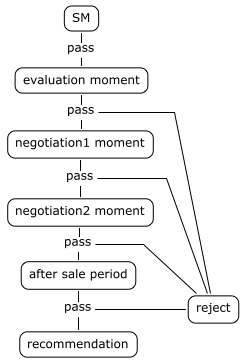 SM
pass
evaluation moment
pass
negotiation1 moment
pass
negotiation2 moment
pass
after sale period
pass
reject
recommendation